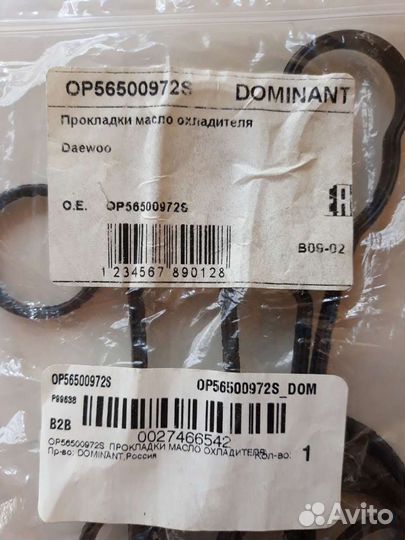 OP56500972S DOMINANT
Прокладки масло охладителя
Daewoo
O.E. OP56500972S
B09-02
1 234567 890128
OP56500972S OP56500972S_DOM
P99638
B2B
0027466542
OP56500972S ПРОКЛАДКИ МАСЛО ОХЛАДИТЕЛЯ
Пр-во: DOMINANT,Россия
Кол-во: 1
Avito